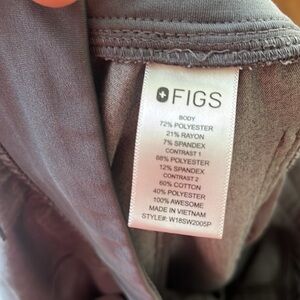 FIGS
BODY
72% POLYESTER
21% RAYON
7% SPANDEX
CONTRAST 1
88% POLYESTER
12% SPANDEX
CONTRAST 2
60% COTTON
40% POLYESTER
100% AWESOME
MADE IN VIETNAM
STYLE#: W18SW2005P